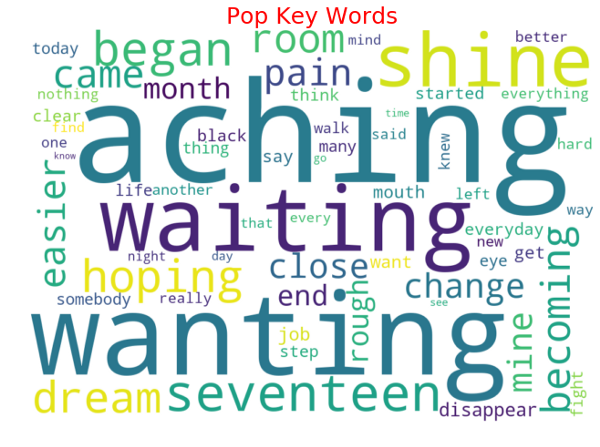 Pop Key Words
today
began
room
mind
better
shine
came
month
pain
nothing
think
started
everything
clear
aching
time
find
black
walk
many
said
knew
hard
one
thing
say
go
know
easier
life
another
waiting
mouth
left
way
that
every
everyday
new
eye
get
night
day
hoping
close
want
change
becoming
somebody
really
end
rough
see
wanting
job
step
mine
fight
dream
seventeen
disappear